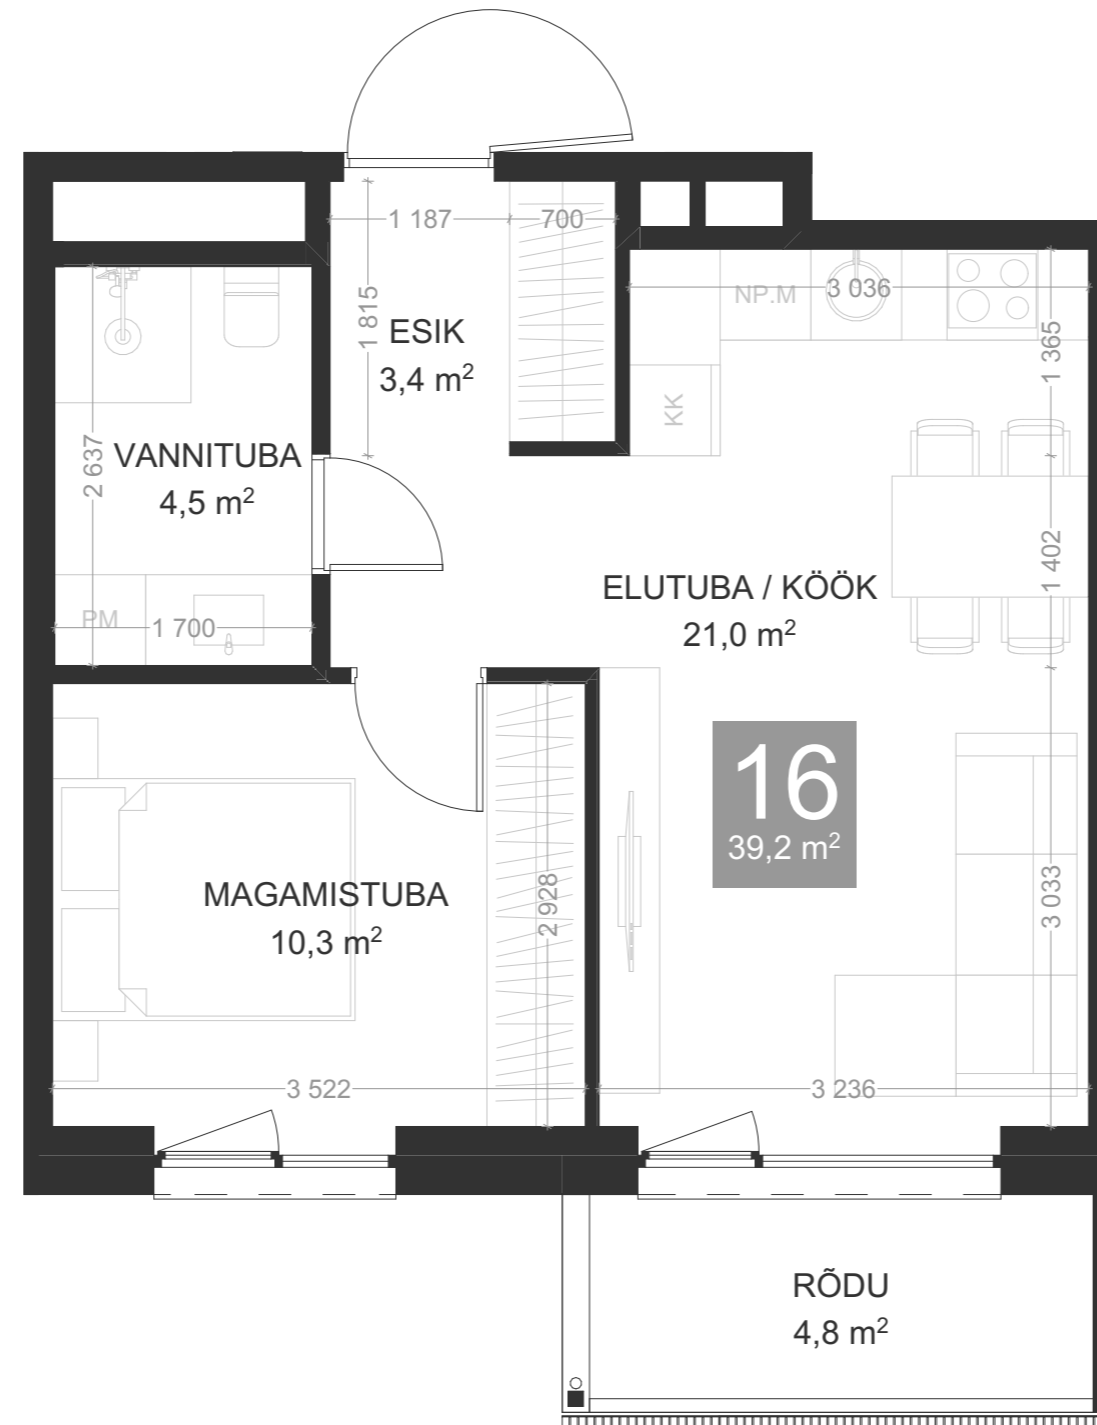 1 187
700
1 815
ESIK
3,4 m²
NP.M
3 036
1 365
KK
2 637
VANNITUBA
4,5 m²
PM
1 700
1 402
ELUTUBA / KÖÖK
21,0 m²
16
39,2 m²
MAGAMISTUBA
10,3 m²
2 928
3 033
3 522
3 236
RÕDU
4,8 m²